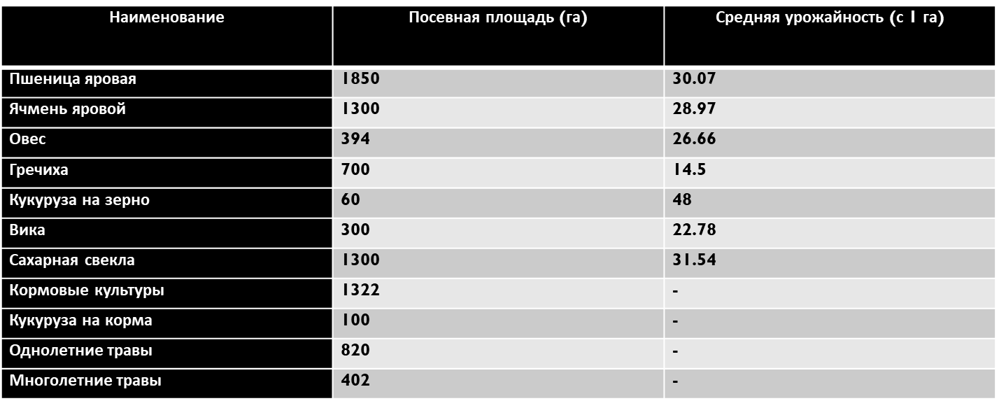 Наименование Посевная площадь (га) Средняя урожайность (с 1 га)
Пшеница яровая 1850 30.07
Ячмень яровой 1300 28.97
Овес 394 26.66
Гречиха 700 14.5
Кукуруза на зерно 60 48
Вика 300 22.78
Сахарная свекла 1300 31.54
Кормовые культуры 1322 -
Кукуруза на корма 100 -
Однолетние травы 820 -
Многолетние травы 402 -